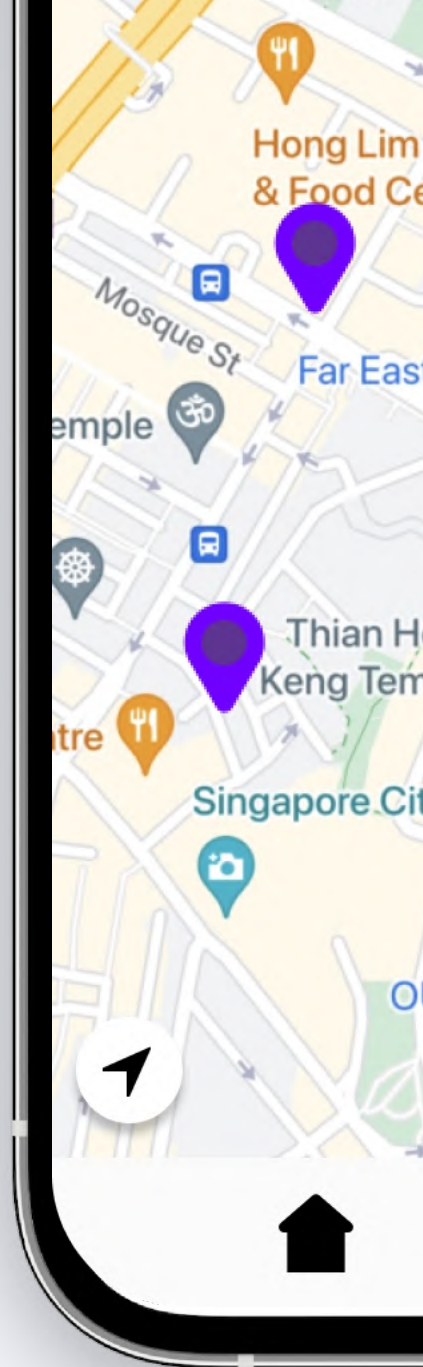 Hong Lim
& Food Ce
Mosque St
Far East
emple
Thian H
Keng Tem
tre
Singapore Cit
O